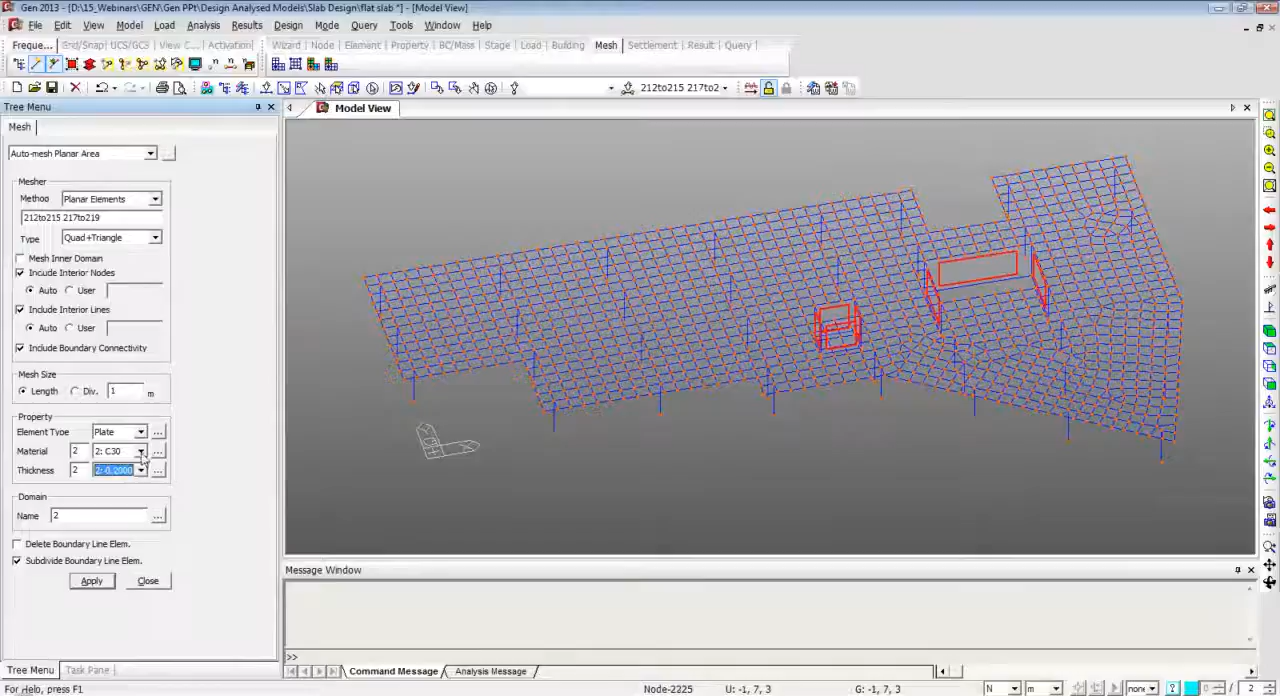 Gen 2013 - [D:\15_Webinars\GEN\Gen PPt\Design Analysed Models\Slab Design\flat slab *] - [Model View]
File Edit View Model Load Analysis Results Design Mode Query Tools Window Help
Freque... Grid/Snap UCS/GCS View C... Activation Wizard Node Element Property BC/Mass Stage Load Building Mesh Settlement Result Query
212to215 217to2
Tree Menu
Model View
Mesh
Auto-mesh Planar Area
Mesher
Method Planar Elements
212to215 217to219
Type Quad+Triangle
Mesh Inner Domain
Include Interior Nodes
Auto User
Include Interior Lines
Auto User
Include Boundary Connectivity
Mesh Size
Length Div. 1 m
Property
Element Type Plate ...
Material 2 2: C30 ...
Thickness 2 2: 0.2000 ...
Domain
Name 2 ...
Delete Boundary Line Elem.
Subdivide Boundary Line Elem.
Apply Close
Message Window
>>
Command Message Analysis Message
Tree Menu Task Pane
For Help, press F1 Node-2225 U: -1, 7, 3 G: -1, 7, 3 N m none ? 0 / 2